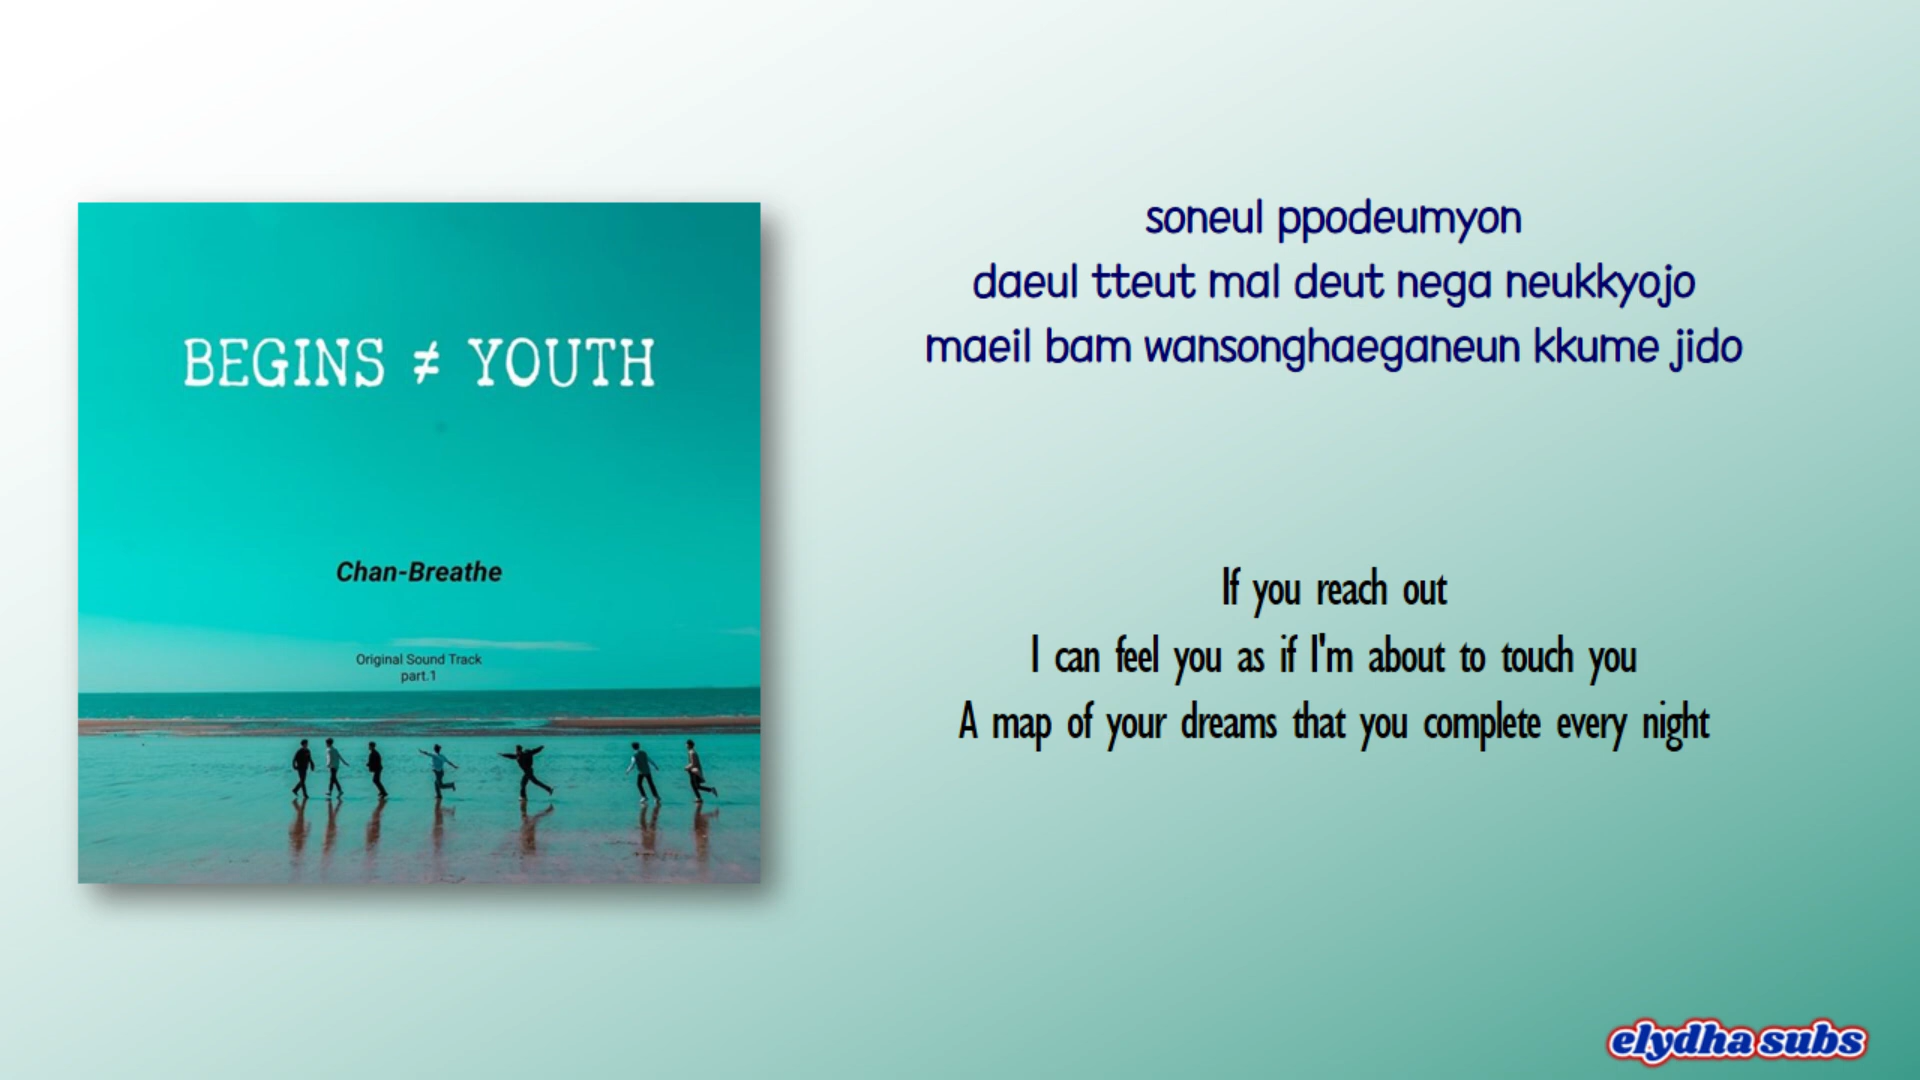 BEGINS ≠ YOUTH
Chan-Breathe
Original Sound Track
part.1
soneul ppodeumyon
daeul tteut mal deut nega neukkyojo
maeil bam wansonghaeganeun kkume jido
If you reach out
I can feel you as if I'm about to touch you
A map of your dreams that you complete every night
elydha subs